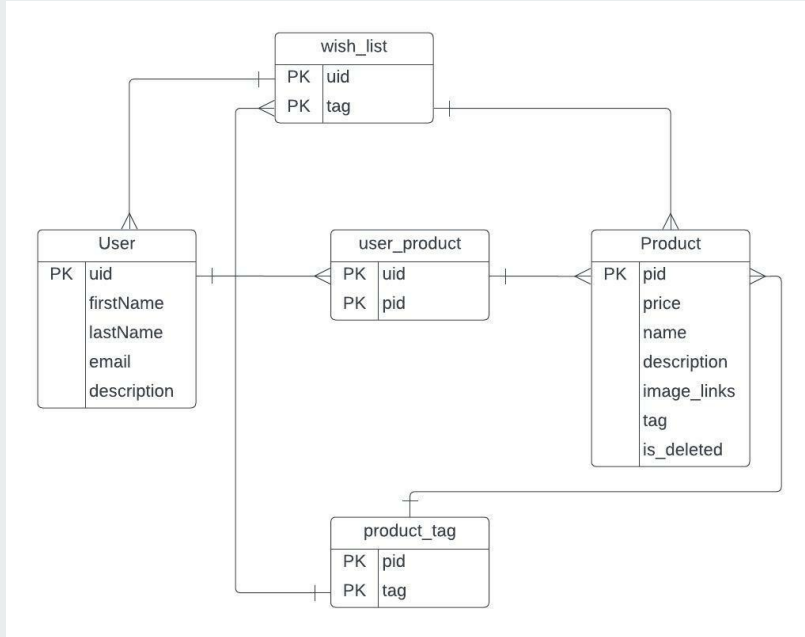 wish_list
PK uid
PK tag
User
PK uid
firstName
lastName
email
description
user_product
PK uid
PK pid
Product
PK pid
price
name
description
image_links
tag
is_deleted
product_tag
PK pid
PK tag